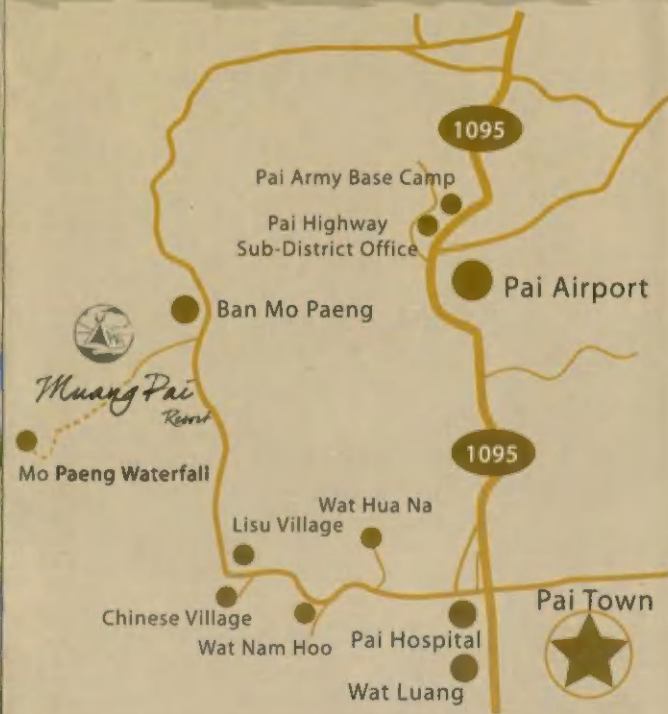 1095
Pai Army Base Camp
Pai Highway
Sub-District Office
Pai Airport
Ban Mo Paeng
Muang Pai
Resort
1095
Mo Paeng Waterfall
Wat Hua Na
Lisu Village
Pai Town
Chinese Village
Wat Nam Hoo
Pai Hospital
Wat Luang